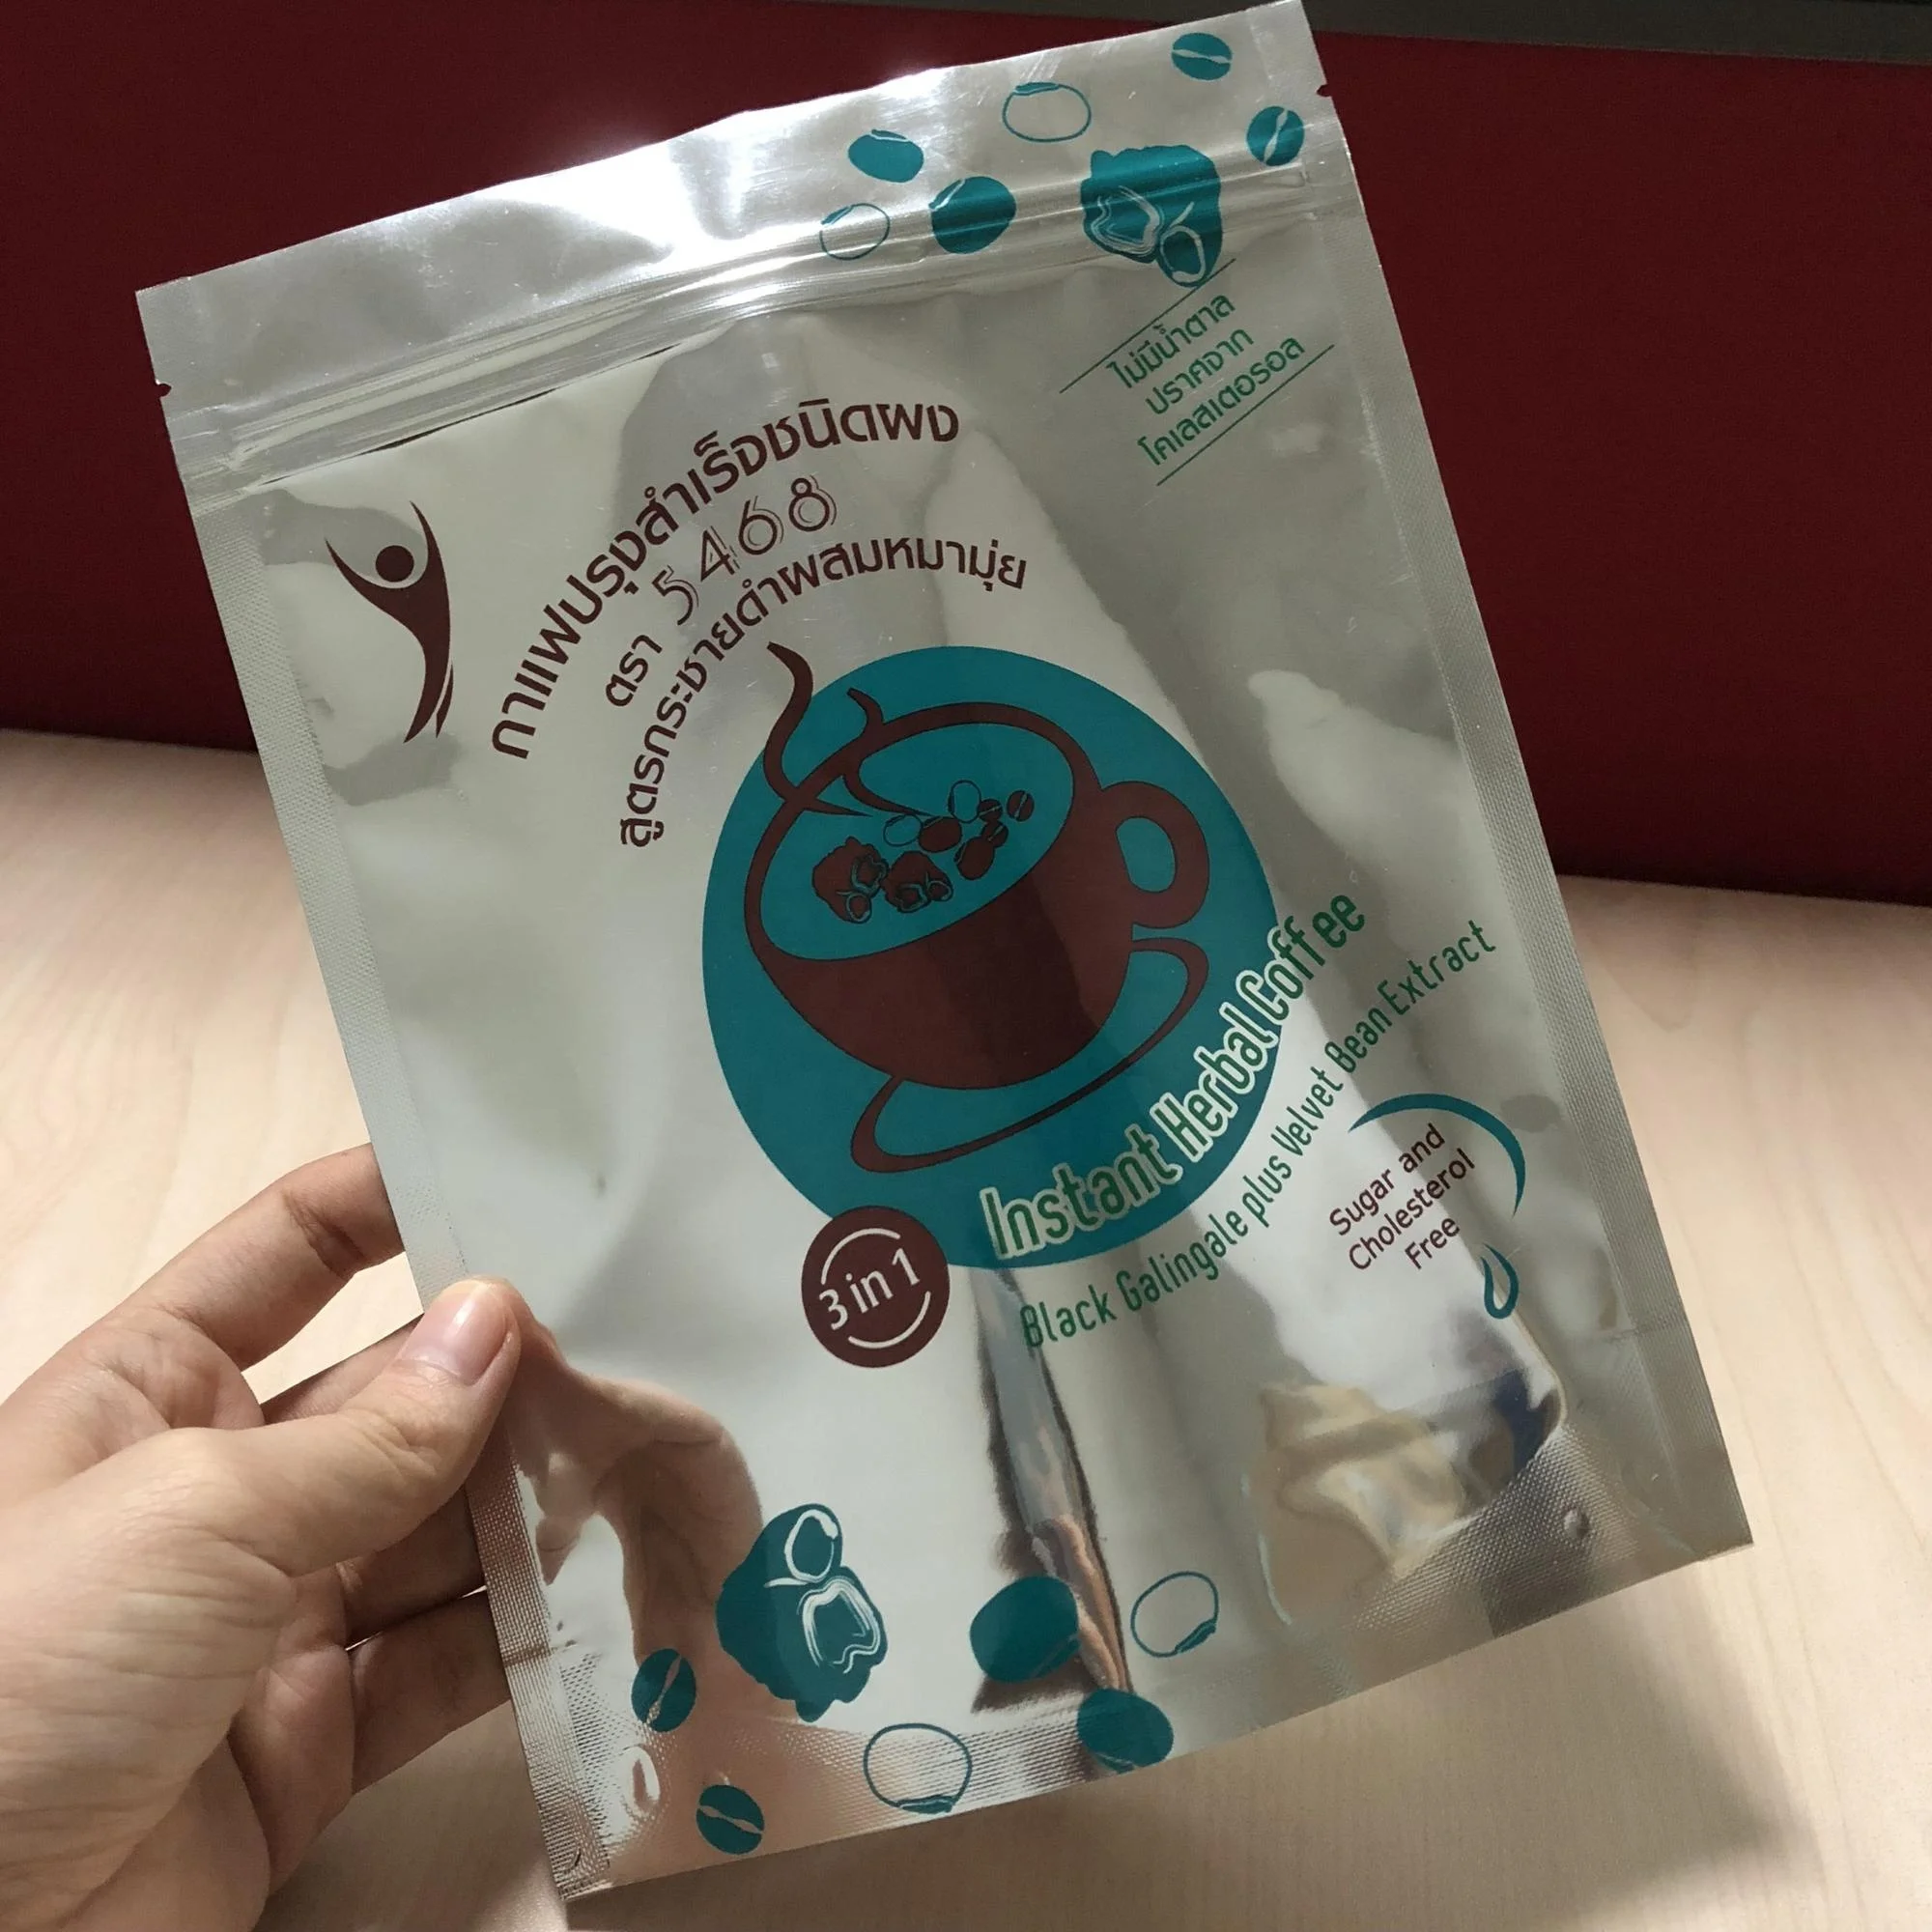 ไม่มีน้ำตาล
ปราศจาก
โคเลสเตอรอล
กาแฟปรุงสำเร็จชนิดผง
ตรา 5468
สูตรกระชายดำผสมหมามุ่ย
Instant Herbal Coffee
Black Galingale plus Velvet Bean Extract
3 in 1
Sugar and
Cholesterol
Free